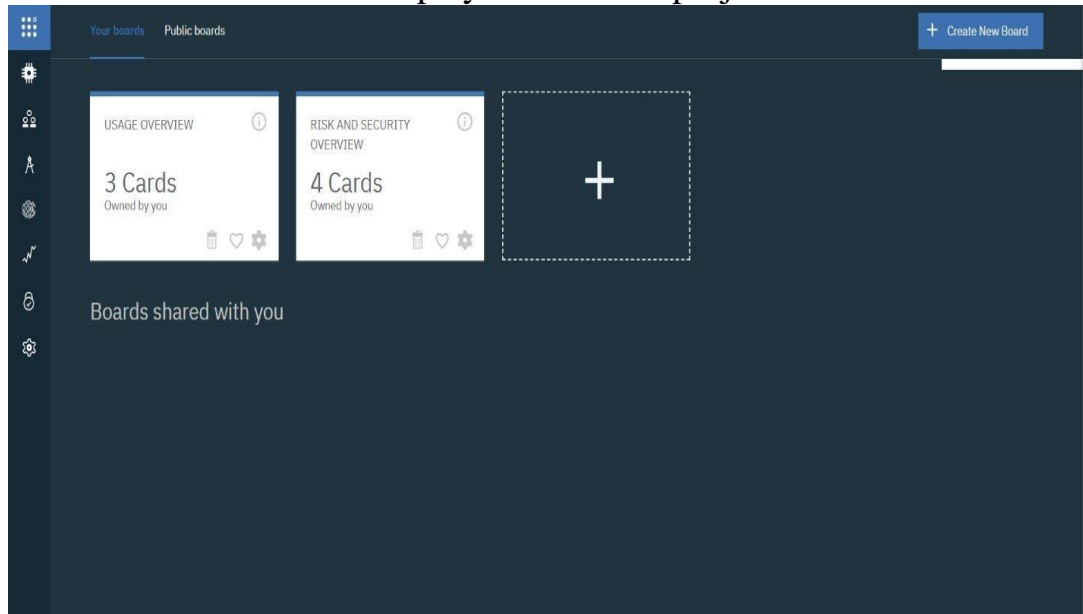 Your boards Public boards
+ Create New Board
USAGE OVERVIEW
3 Cards
Owned by you
RISK AND SECURITY
OVERVIEW
4 Cards
Owned by you
Boards shared with you